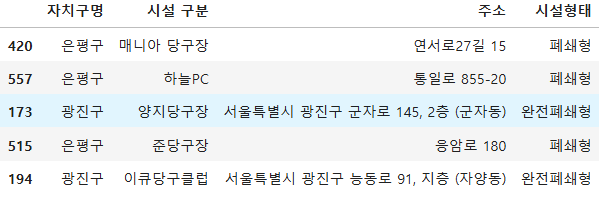 자치구명 시설 구분 주소 시설형태
420 은평구 매니아 당구장 연서로27길 15 폐쇄형
557 은평구 하늘PC 통일로 855-20 폐쇄형
173 광진구 양지당구장 서울특별시 광진구 군자로 145, 2층 (군자동) 완전폐쇄형
515 은평구 준당구장 응암로 180 폐쇄형
194 광진구 이큐당구클럽 서울특별시 광진구 능동로 91, 지층 (자양동) 완전폐쇄형